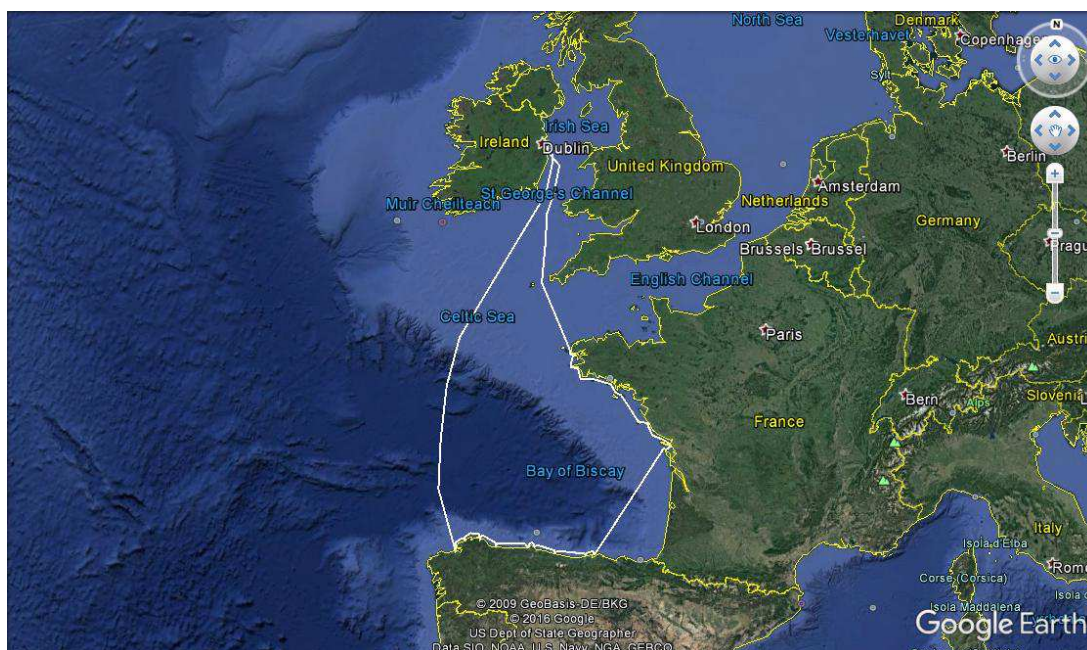 North Sea
Denmark
Vesterhavet
Copenhagen
N
Sylt
Irish Sea
Ireland
Dublin
United Kingdom
Berlin
Amsterdam
St George's Channel
Netherlands
Muir Cheilteach
London
Germany
Brussels
Brussel
Pragu
English Channel
Celtic Sea
Paris
Austri
Bern
Alps
Slovenia
France
Bay of Biscay
Italy
Isola d'Elba
Rom
Corse (Corsica)
Isola Maddalena
© 2009 GeoBasis-DE/BKG
© 2016 Google
US Dept of State Geographer
Data SIO, NOAA, U.S. Navy, NGA, GEBCO
Google Earth